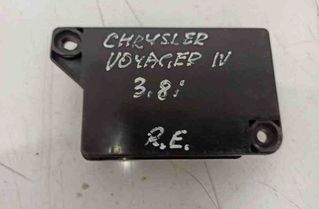 CHRYSLER
VOYAGER IV
3.8i
R.E.